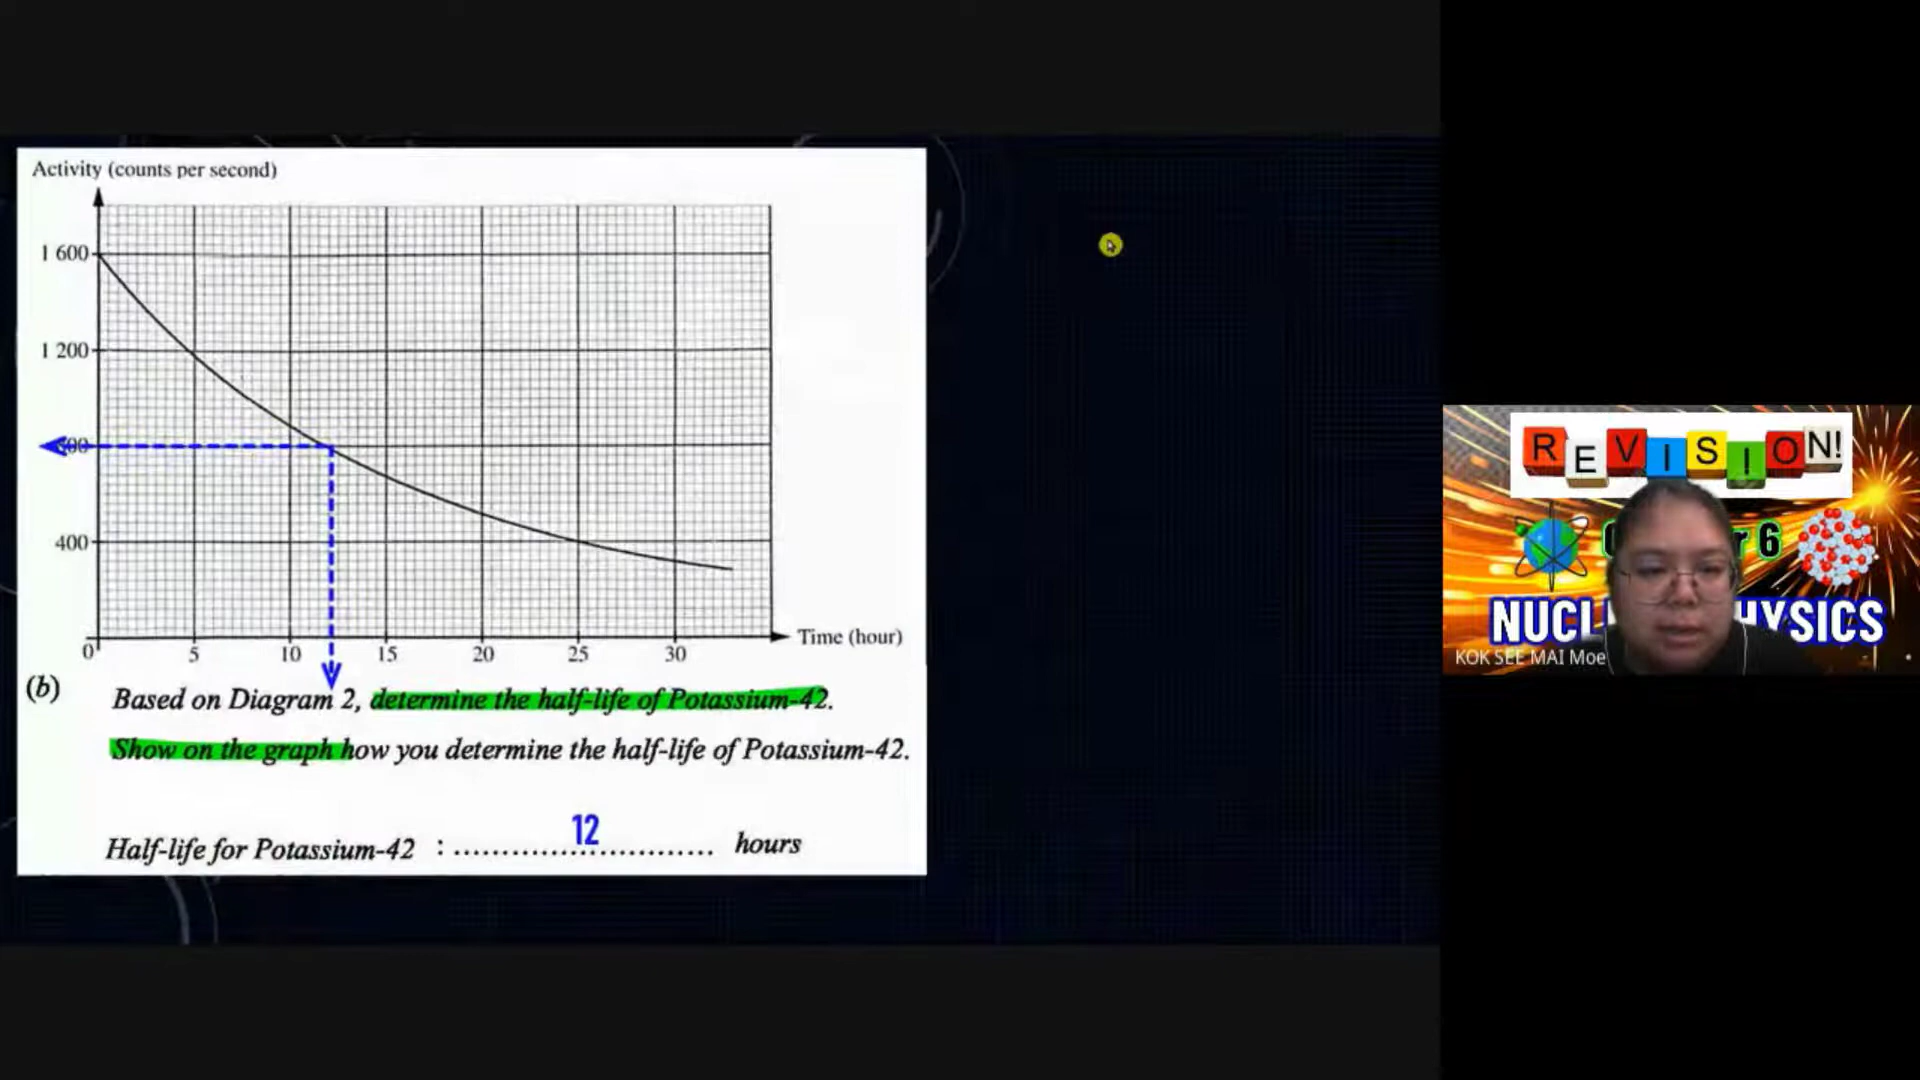 Activity (counts per second)
1 600
1 200
400
0
5
10
15
20
25
30
Time (hour)
(b)
Based on Diagram 2, determine the half-life of Potassium-42.
Show on the graph how you determine the half-life of Potassium-42.
Half-life for Potassium-42 : .......................... hours
12
REVISION!
6
PHYSICS
KOK SEE MAI Moe